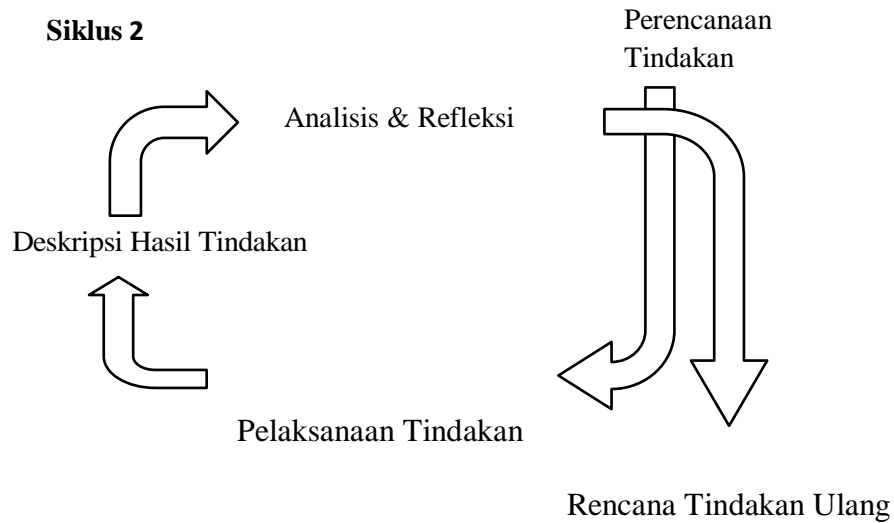 Siklus 2
Perencanaan
Tindakan
Analisis & Refleksi
Deskripsi Hasil Tindakan
Pelaksanaan Tindakan
Rencana Tindakan Ulang